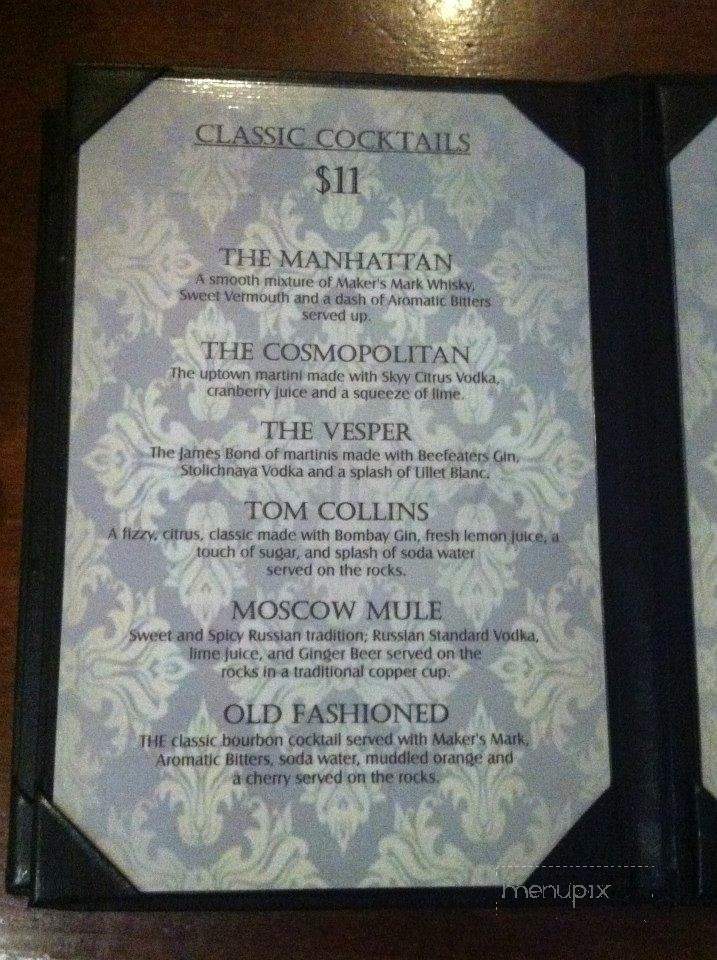 CLASSIC COCKTAILS
$11
THE MANHATTAN
A smooth mixture of Maker's Mark Whisky,
Sweet Vermouth and a dash of Aromatic Bitters
served up.
THE COSMOPOLITAN
The uptown martini made with Skyy Citrus Vodka,
cranberry juice and a squeeze of lime.
THE VESPER
The James Bond of martinis made with Beefeaters Gin,
Stolichnaya Vodka and a splash of Lillet Blanc.
TOM COLLINS
A fizzy, citrus, classic made with Bombay Gin, fresh lemon juice, a
touch of sugar, and splash of soda water
served on the rocks.
MOSCOW MULE
Sweet and Spicy Russian tradition; Russian Standard Vodka,
lime juice, and Ginger Beer served on the
rocks in a traditional copper cup.
OLD FASHIONED
THE classic bourbon cocktail served with Maker's Mark,
Aromatic Bitters, soda water, muddled orange and
a cherry served on the rocks.
menupix